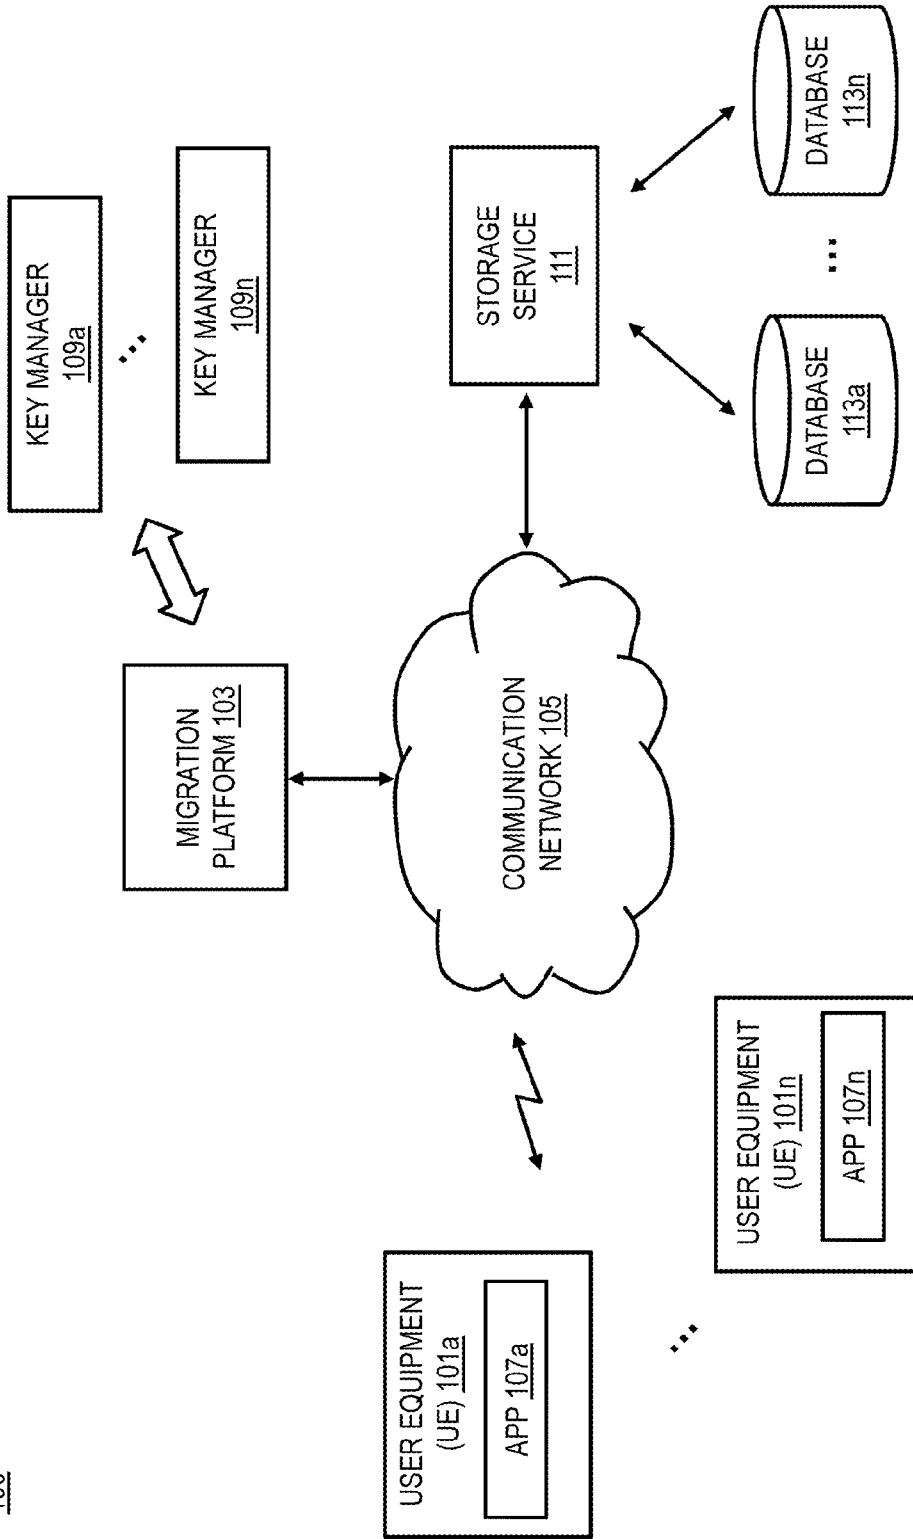 KEY MANAGER
109a
...
KEY MANAGER
109n
MIGRATION
PLATFORM 103
USER EQUIPMENT
(UE) 101a
APP 107a
COMMUNICATION
NETWORK 105
STORAGE
SERVICE
111
...
USER EQUIPMENT
(UE) 101n
APP 107n
DATABASE
113a
...
DATABASE
113n